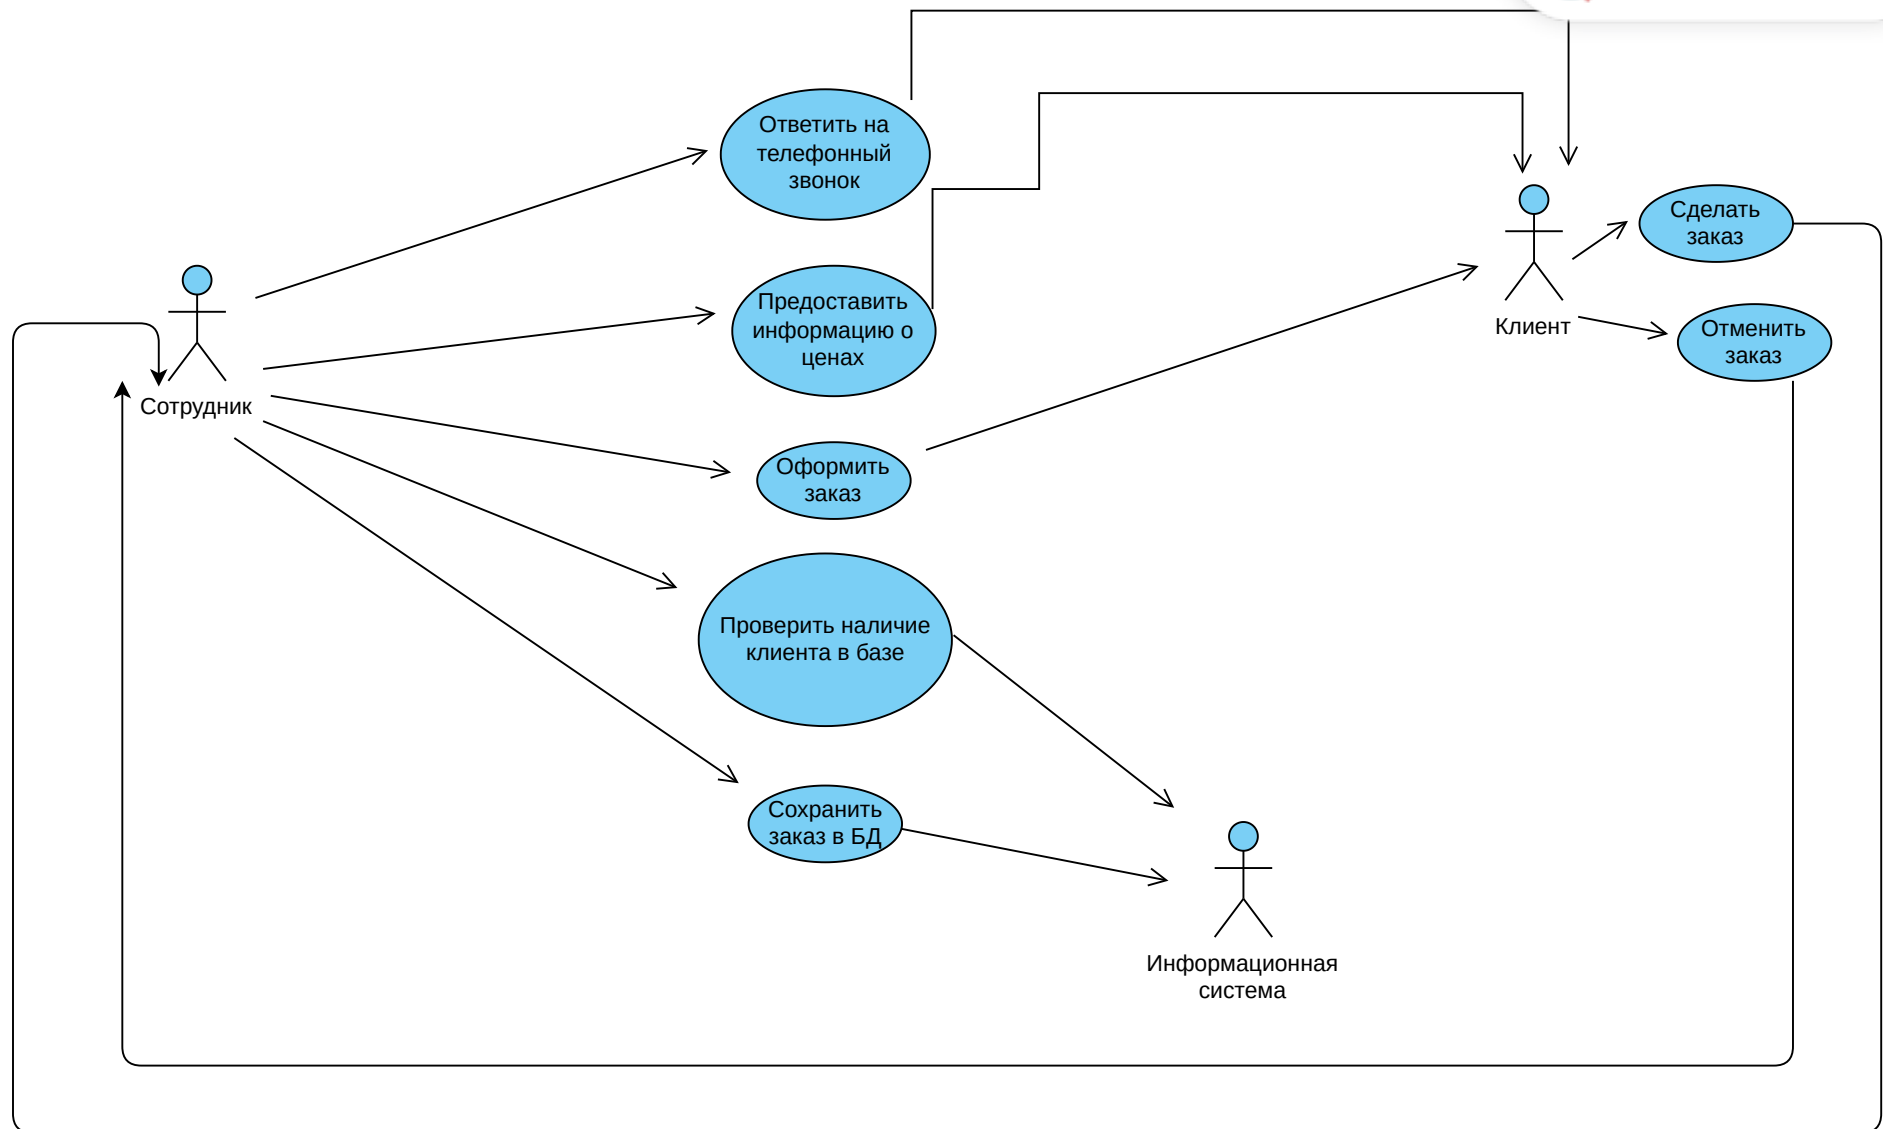 Ответить на
телефонный
звонок
Сделать
заказ
Предоставить
информацию о
ценах
Клиент
Отменить
заказ
Сотрудник
Оформить
заказ
Проверить наличие
клиента в базе
Сохранить
заказ в БД
Информационная
система